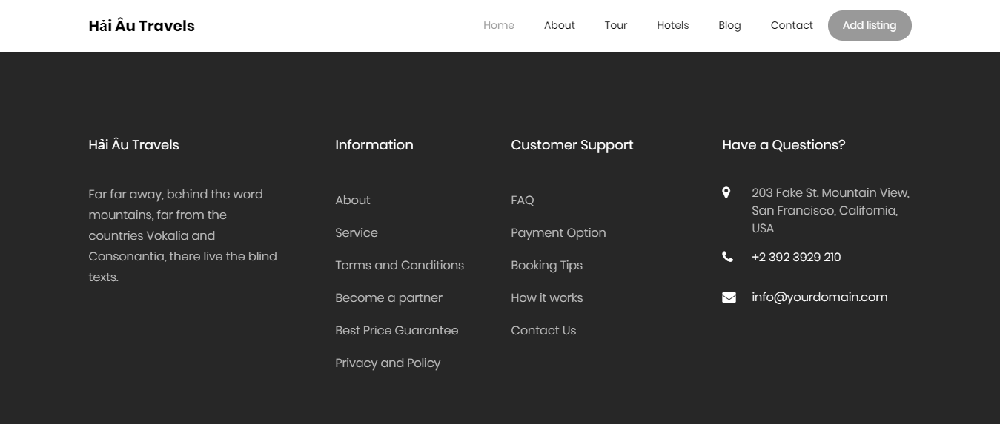 Hải Âu Travels
Home
About
Tour
Hotels
Blog
Contact
Add listing
Hải Âu Travels
Far far away, behind the word
mountains, far from the
countries Vokalia and
Consonantia, there live the blind
texts.
Information
About
Service
Terms and Conditions
Become a partner
Best Price Guarantee
Privacy and Policy
Customer Support
FAQ
Payment Option
Booking Tips
How it works
Contact Us
Have a Questions?
203 Fake St. Mountain View,
San Francisco, California,
USA
+2 392 3929 210
info@yourdomain.com